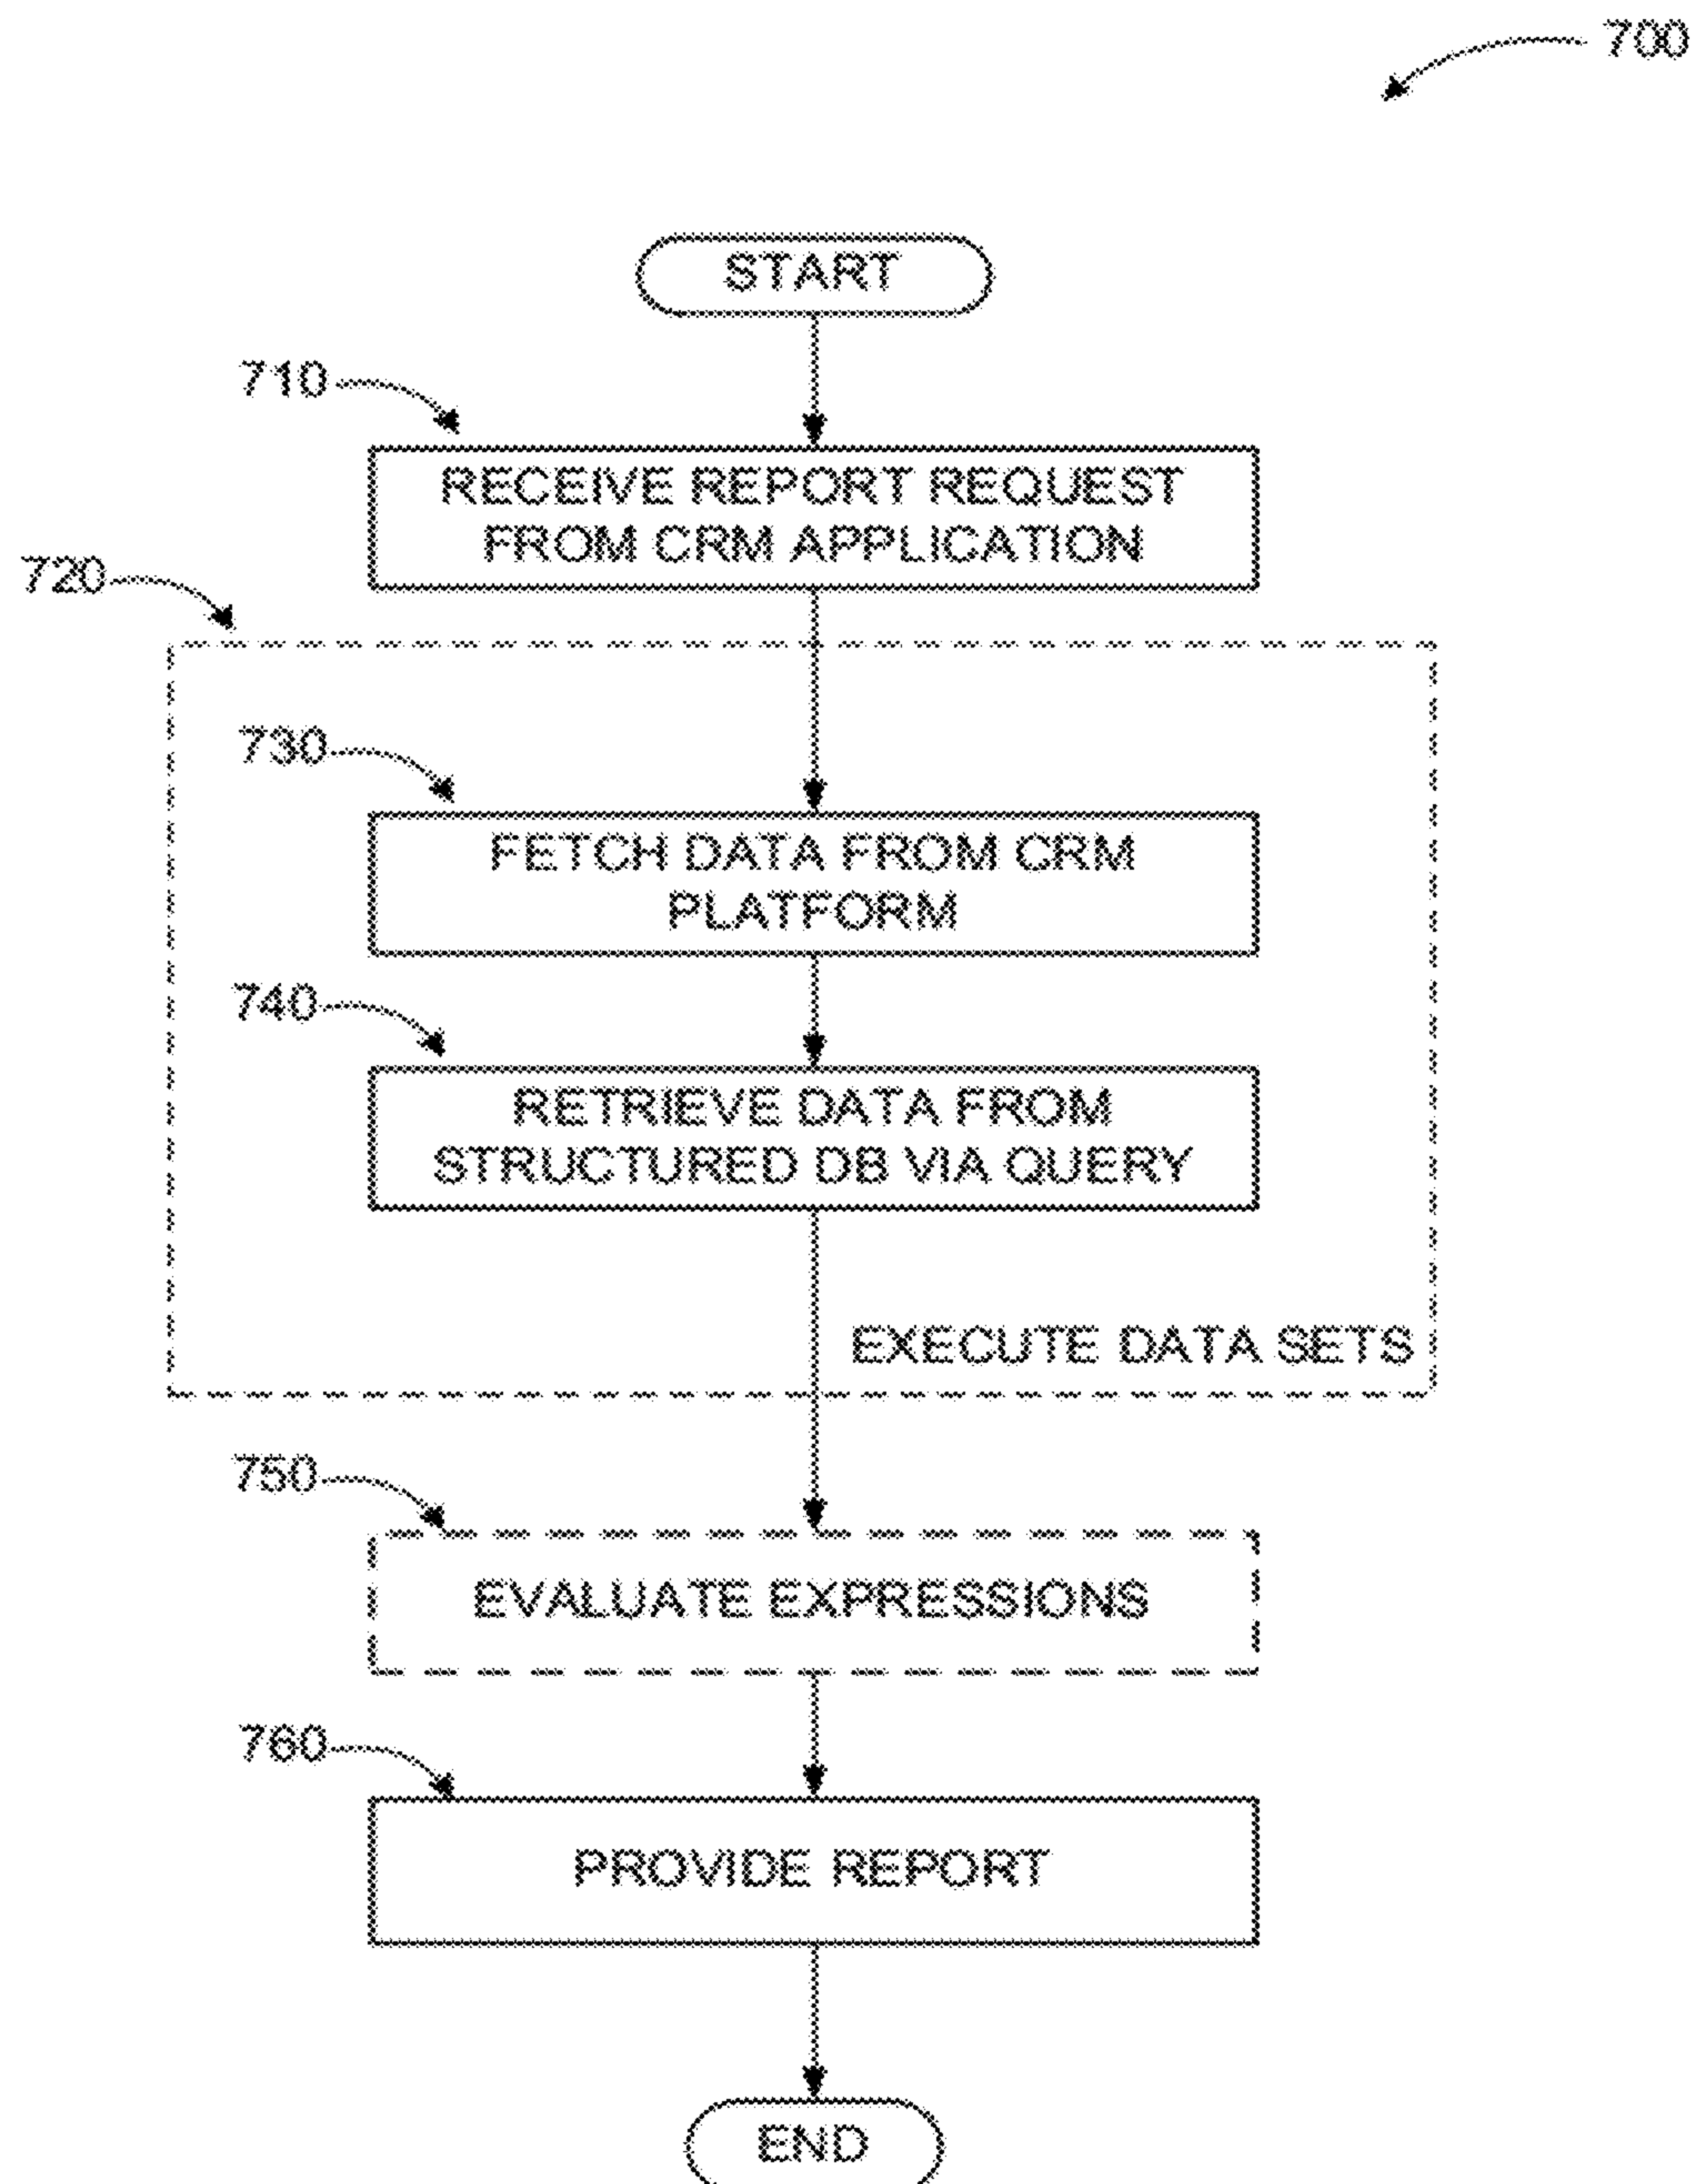 700
START
710
RECEIVE REPORT REQUEST
FROM CRM APPLICATION
720
730
FETCH DATA FROM CRM
PLATFORM
740
RETRIEVE DATA FROM
STRUCTURED DB VIA QUERY
EXECUTE DATA SETS
750
EVALUATE EXPRESSIONS
760
PROVIDE REPORT
END